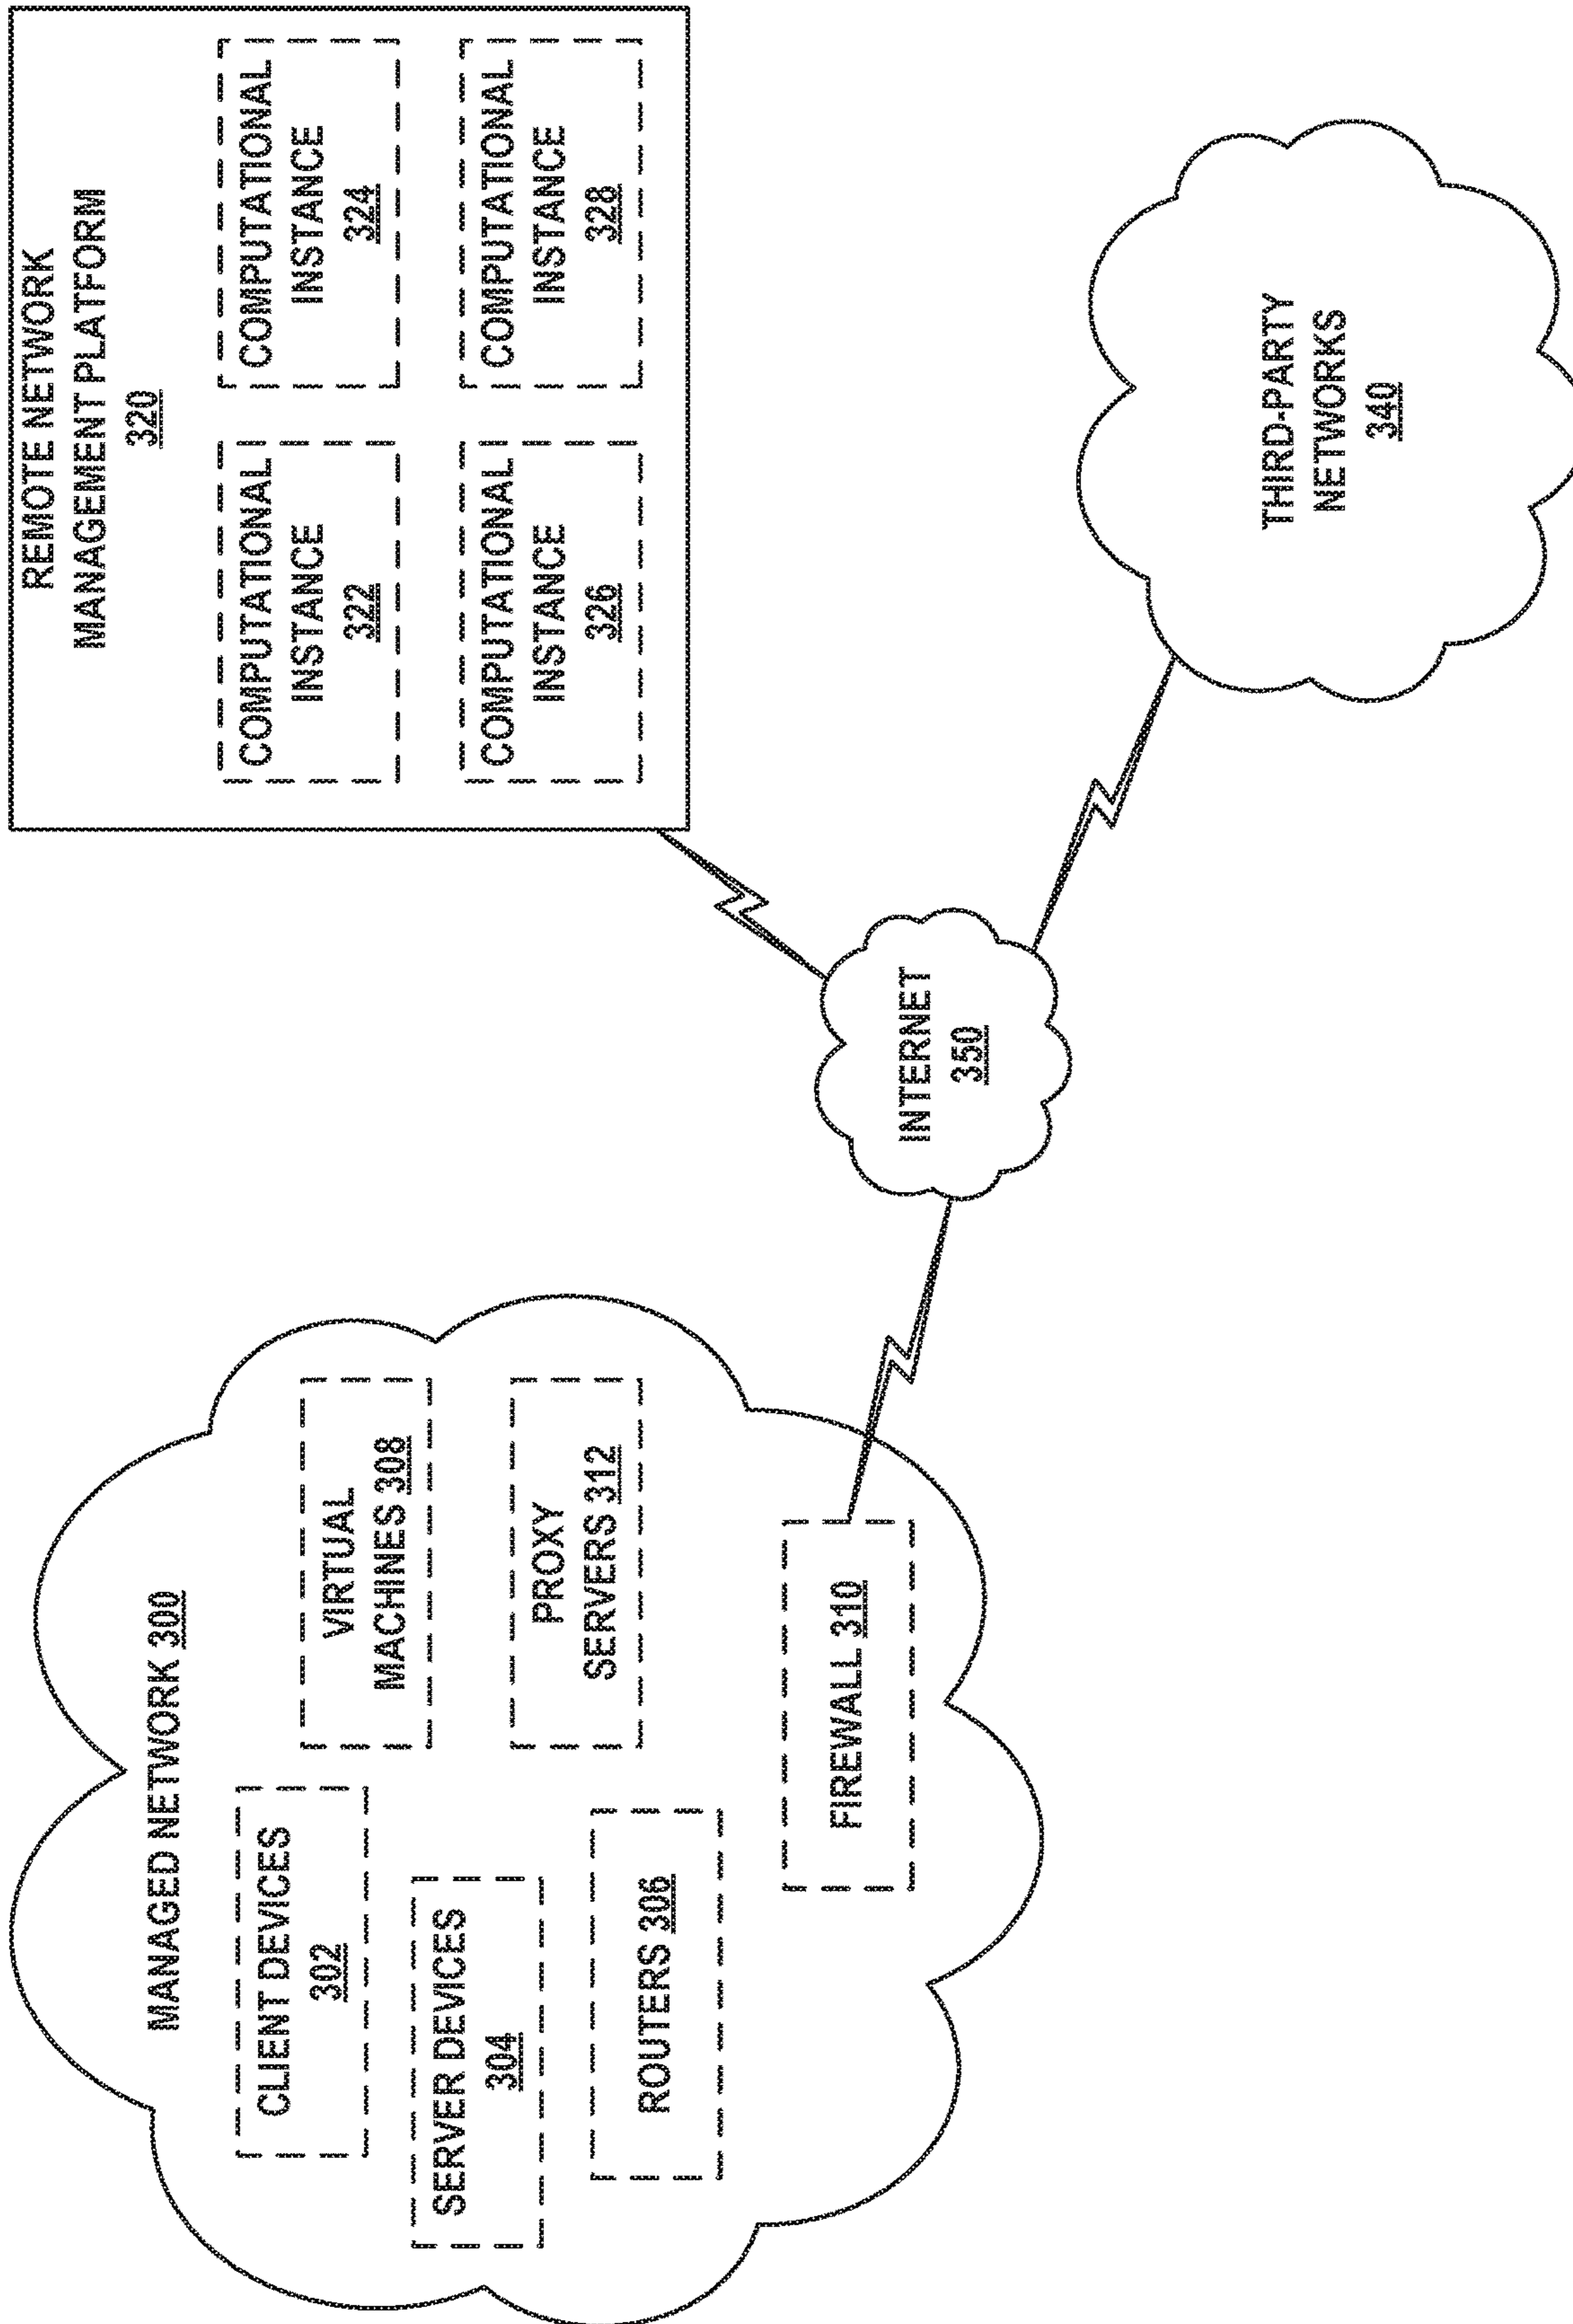 MANAGED NETWORK 300
CLIENT DEVICES
302
SERVER DEVICES
304
ROUTERS 306
VIRTUAL
MACHINES 308
PROXY
SERVERS 312
FIREWALL 310
INTERNET
350
REMOTE NETWORK
MANAGEMENT PLATFORM
320
COMPUTATIONAL
INSTANCE
322
COMPUTATIONAL
INSTANCE
324
COMPUTATIONAL
INSTANCE
326
COMPUTATIONAL
INSTANCE
328
THIRD-PARTY
NETWORKS
340